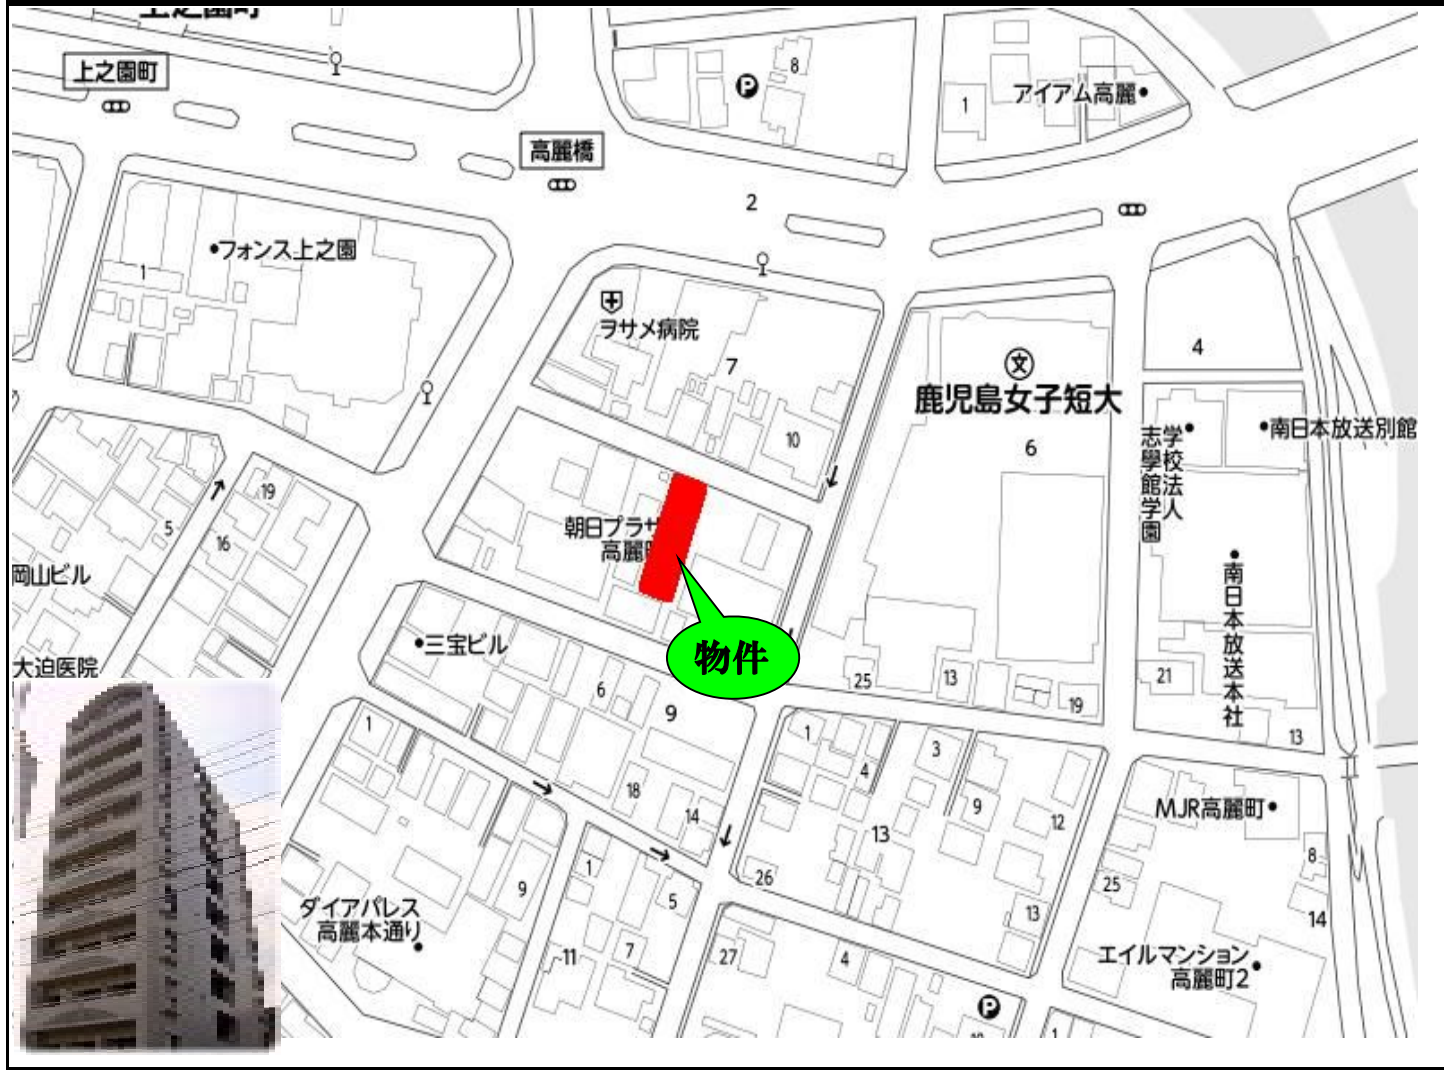 上之園町
上之園町
8
1
アイアム高麗
高麗橋
2
フォンス上之園
1
ヲサメ病院
7
10
鹿児島女子短大
6
4
学校法人
志學館学園
南日本放送別館
南日本放送本社
19
16
5
岡山ビル
大迫医院
朝日プラザ
高麗
物件
三宝ビル
25
13
19
21
13
6
9
18
14
1
1
4
3
9
12
13
26
13
MJR高麗町
8
25
14
ダイアパレス
高麗本通り
9
1
5
11
7
27
4
P
P
エイルマンション
高麗町2
1
文